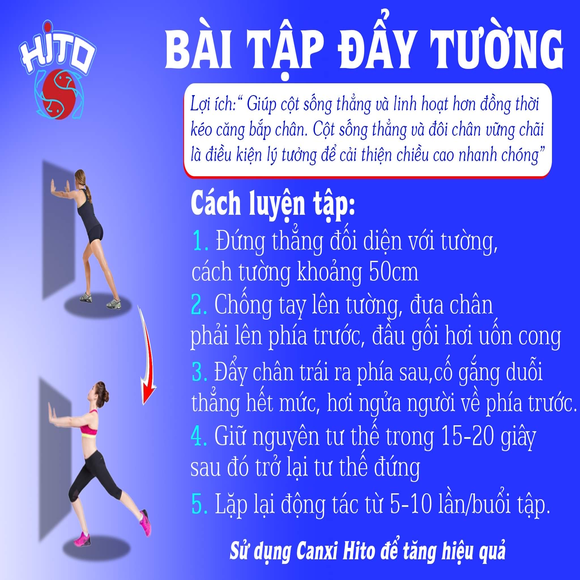 HITO
BÀI TẬP ĐẨY TƯỜNG
Lợi ích:“ Giúp cột sống thẳng và linh hoạt hơn đồng thời
kéo căng bắp chân. Cột sống thẳng và đôi chân vững chãi
là điều kiện lý tưởng để cải thiện chiều cao nhanh chóng”
Cách luyện tập:
1. Đứng thẳng đối diện với tường,
cách tường khoảng 50cm
2. Chống tay lên tường, đưa chân
phải lên phía trước, đầu gối hơi uốn cong
3. Đẩy chân trái ra phía sau,cố gắng duỗi
thẳng hết mức, hơi ngửa người về phía trước.
4. Giữ nguyên tư thế trong 15-20 giây
sau đó trở lại tư thế đứng
5. Lặp lại động tác từ 5-10 lần/buổi tập.
Sử dụng Canxi Hito để tăng hiệu quả